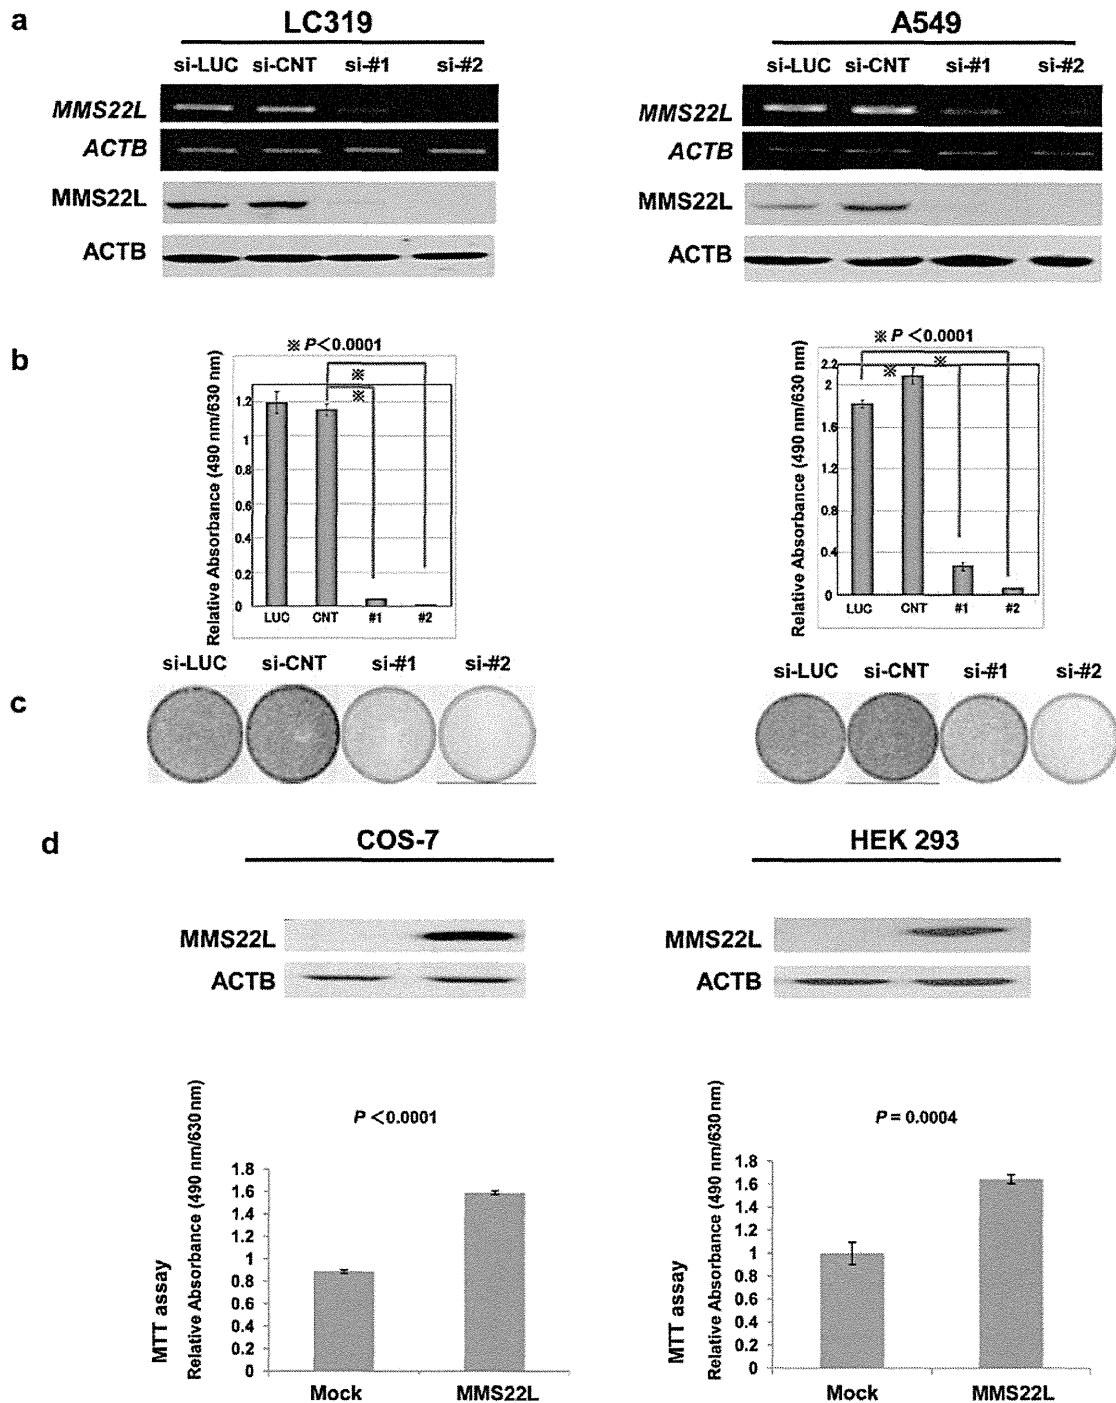 a
LC319
A549
si-LUC si-CNT si-#1 si-#2
si-LUC si-CNT si-#1 si-#2
MMS22L
MMS22L
ACTB
ACTB
MMS22L
MMS22L
ACTB
ACTB
b
※ P<0.0001
※
※
Relative Absorbance (490 nm/630 nm)
1.2
1
0.8
0.6
0.4
0.2
0
LUC CNT #1 #2
※ P<0.0001
※
※
Relative Absorbance (490 nm/630 nm)
2.2
2
1.6
1.2
0.8
0.4
0
LUC CNT #1 #2
c
si-LUC si-CNT si-#1 si-#2
si-LUC si-CNT si-#1 si-#2
d
COS-7
HEK 293
MMS22L
MMS22L
ACTB
ACTB
P <0.0001
MTT assay
Relative Absorbance (490 nm/630 nm)
1.8
1.6
1.4
1.2
1
0.8
0.6
0.4
0.2
0
Mock MMS22L
P = 0.0004
MTT assay
Relative Absorbance (490 nm/630 nm)
1.8
1.6
1.4
1.2
1
0.8
0.6
0.4
0.2
0
Mock MMS22L